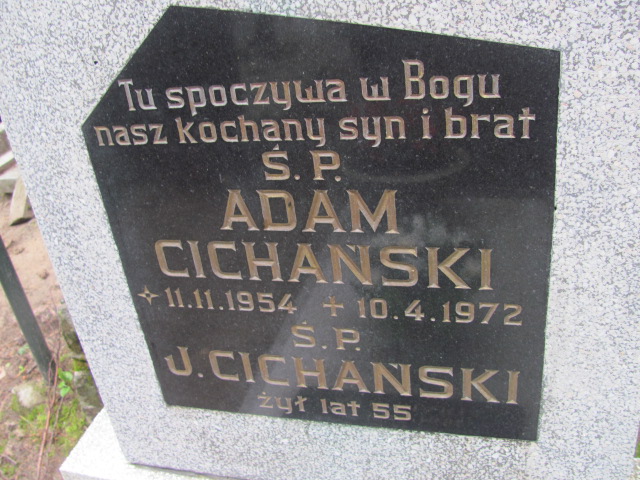 Tu spoczywa w Bogu
nasz kochany syn i brat
Ś. P.
ADAM
CICHAŃSKI
✧ 11.11.1954 + 10.4.1972
Ś. P.
J. CICHAŃSKI
żył lat 55